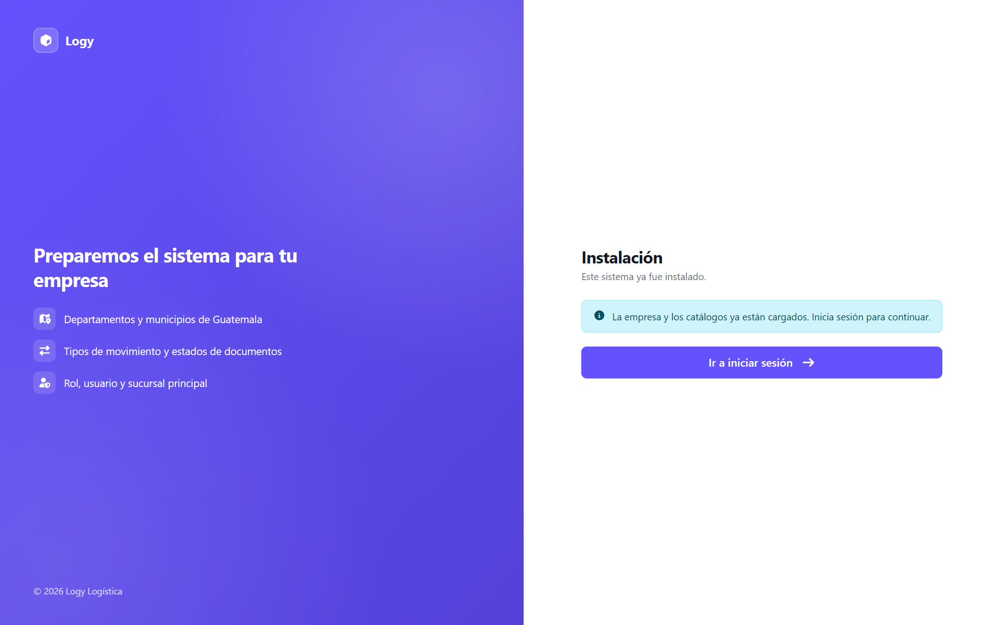 Logy
Preparemos el sistema para tu
empresa
Departamentos y municipios de Guatemala
Tipos de movimiento y estados de documentos
Rol, usuario y sucursal principal
© 2026 Logy Logística
Instalación
Este sistema ya fue instalado.
La empresa y los catálogos ya están cargados. Inicia sesión para continuar.
Ir a iniciar sesión